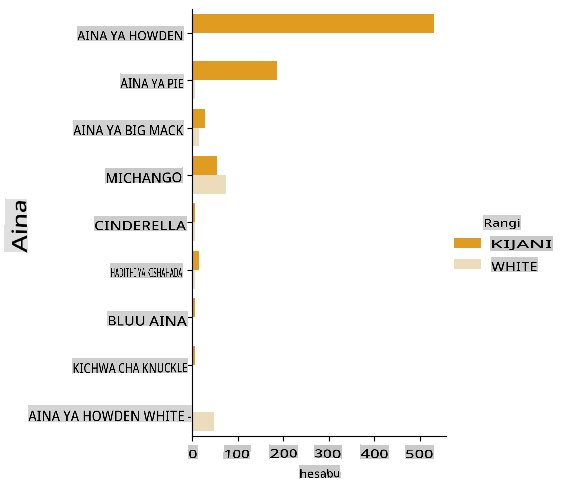 AINA YA HOWDEN
AINA YA PIE
AINA YA BIG MACK
MICHANGO
CINDERELLA
BLUU AINA
KICHWA CHA KNUCKLE
AINA YA HOWDEN WHITE
Aina
0 100 200 300 400 500
hesabu
Rangi
KIJANI
WHITE